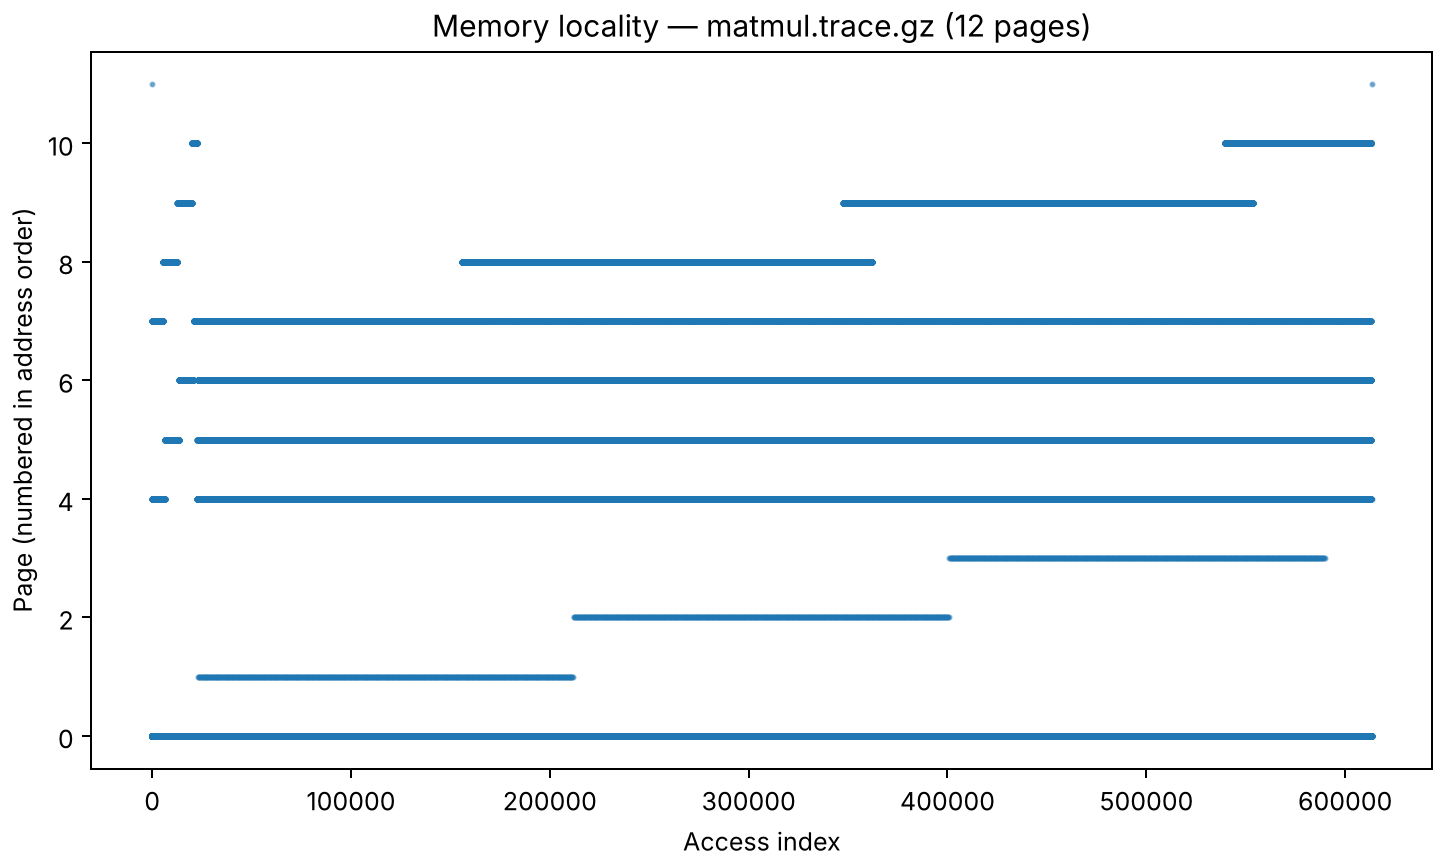 Memory locality — matmul.trace.gz (12 pages)
Page (numbered in address order)
10
8
6
4
2
0
0 100000 200000 300000 400000 500000 600000
Access index